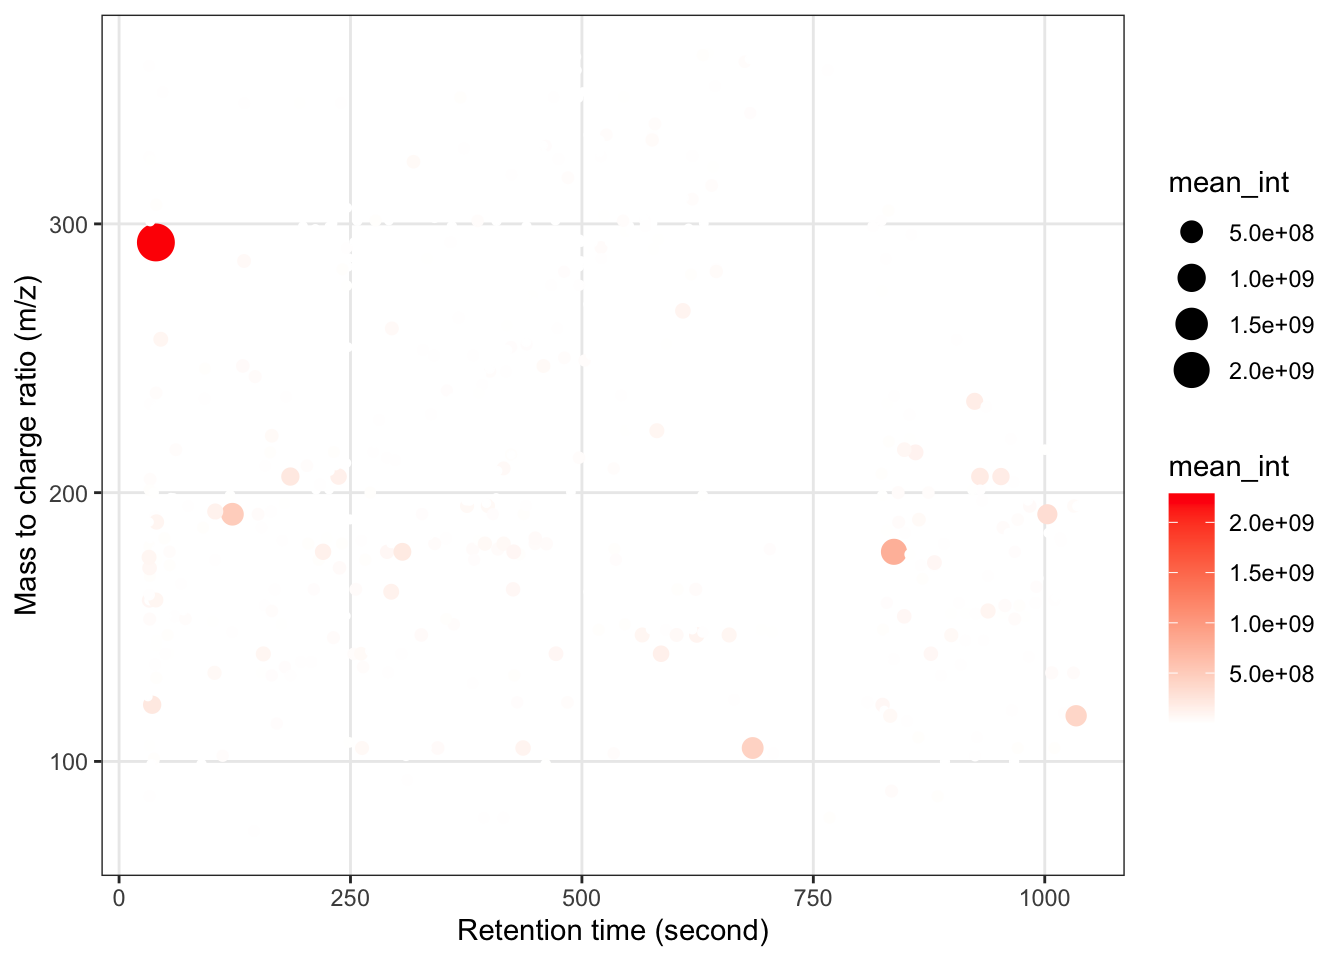 300
200
100
Mass to charge ratio (m/z)
0 250 500 750 1000
Retention time (second)
mean_int
5.0e+08
1.0e+09
1.5e+09
2.0e+09
mean_int
2.0e+09
1.5e+09
1.0e+09
5.0e+08